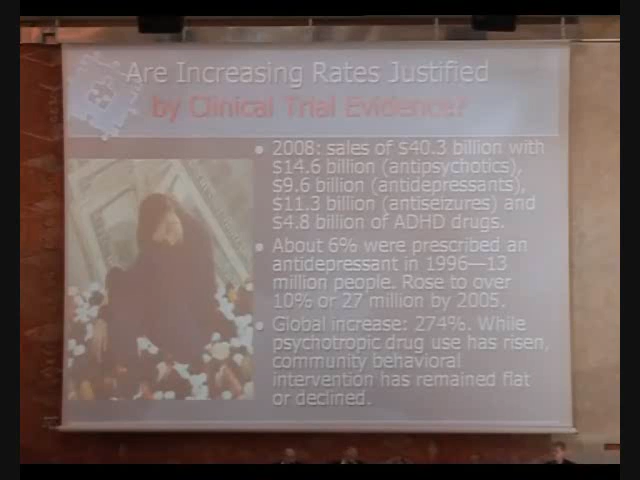 Are Increasing Rates Justified
by Clinical Trial Evidence?
• 2008: sales of $40.3 billion with
$14.6 billion (antipsychotics),
$9.6 billion (antidepressants),
$11.3 billion (antiseizures) and
$4.8 billion of ADHD drugs.
• About 6% were prescribed an
antidepressant in 1996—13
million people. Rose to over
10% or 27 million by 2005.
• Global increase: 274%. While
psychotropic drug use has risen,
community behavioral
intervention has remained flat
or declined.